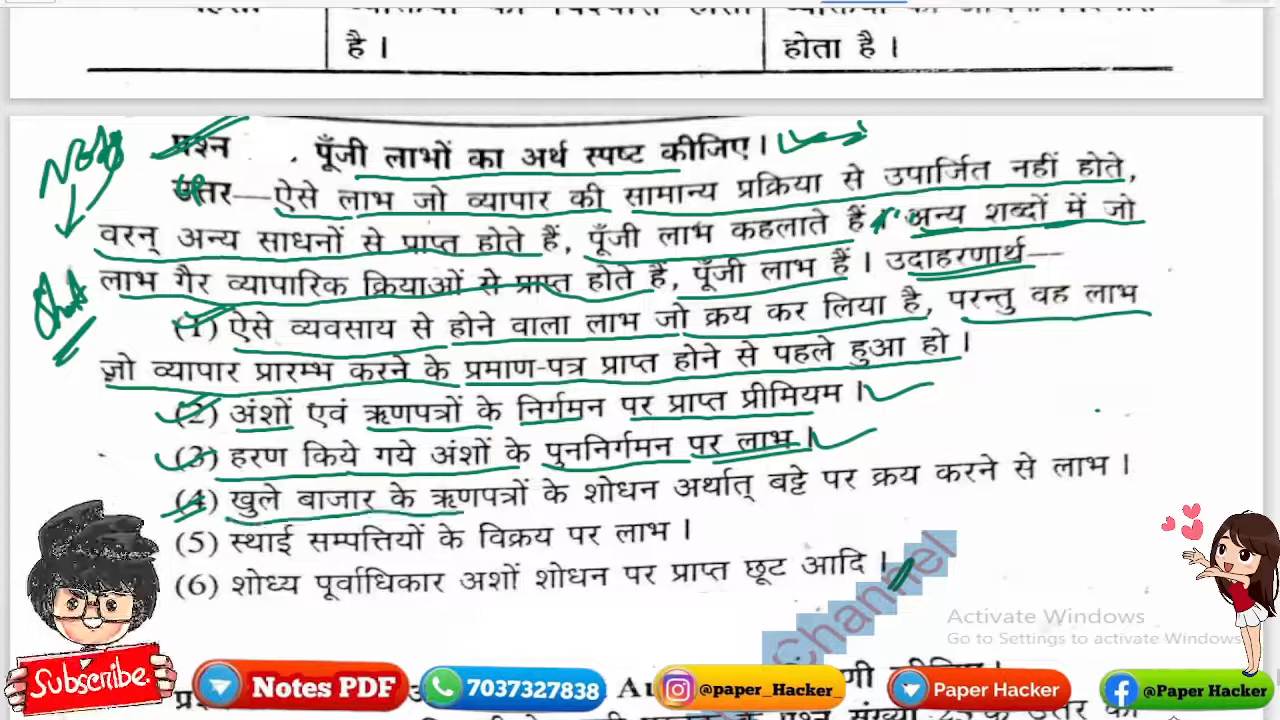 है ।
होता है ।
प्रश्न . पूँजी लाभों का अर्थ स्पष्ट कीजिए ।
उत्तर—ऐसे लाभ जो व्यापार की सामान्य प्रक्रिया से उपार्जित नहीं होते,
वरन् अन्य साधनों से प्राप्त होते हैं, पूँजी लाभ कहलाते हैं । अन्य शब्दों में जो
लाभ गैर व्यापारिक क्रियाओं से प्राप्त होते हैं, पूँजी लाभ हैं । उदाहरणार्थ—
(1) ऐसे व्यवसाय से होने वाला लाभ जो क्रय कर लिया है, परन्तु वह लाभ
जो व्यापार प्रारम्भ करने के प्रमाण-पत्र प्राप्त होने से पहले हुआ हो ।
(2) अंशों एवं ऋणपत्रों के निर्गमन पर प्राप्त प्रीमियम ।
(3) हरण किये गये अंशों के पुननिर्गमन पर लाभ ।
(4) खुले बाजार के ऋणपत्रों के शोधन अर्थात् बट्टे पर क्रय करने से लाभ ।
(5) स्थाई सम्पत्तियों के विक्रय पर लाभ ।
(6) शोध्य पूर्वाधिकार अशों शोधन पर प्राप्त छूट आदि ।
Channel
Activate Windows
Go to Settings to activate Windows.
Subscribe.
Notes PDF
7037327838
@paper_Hacker
Paper Hacker
@Paper Hacker